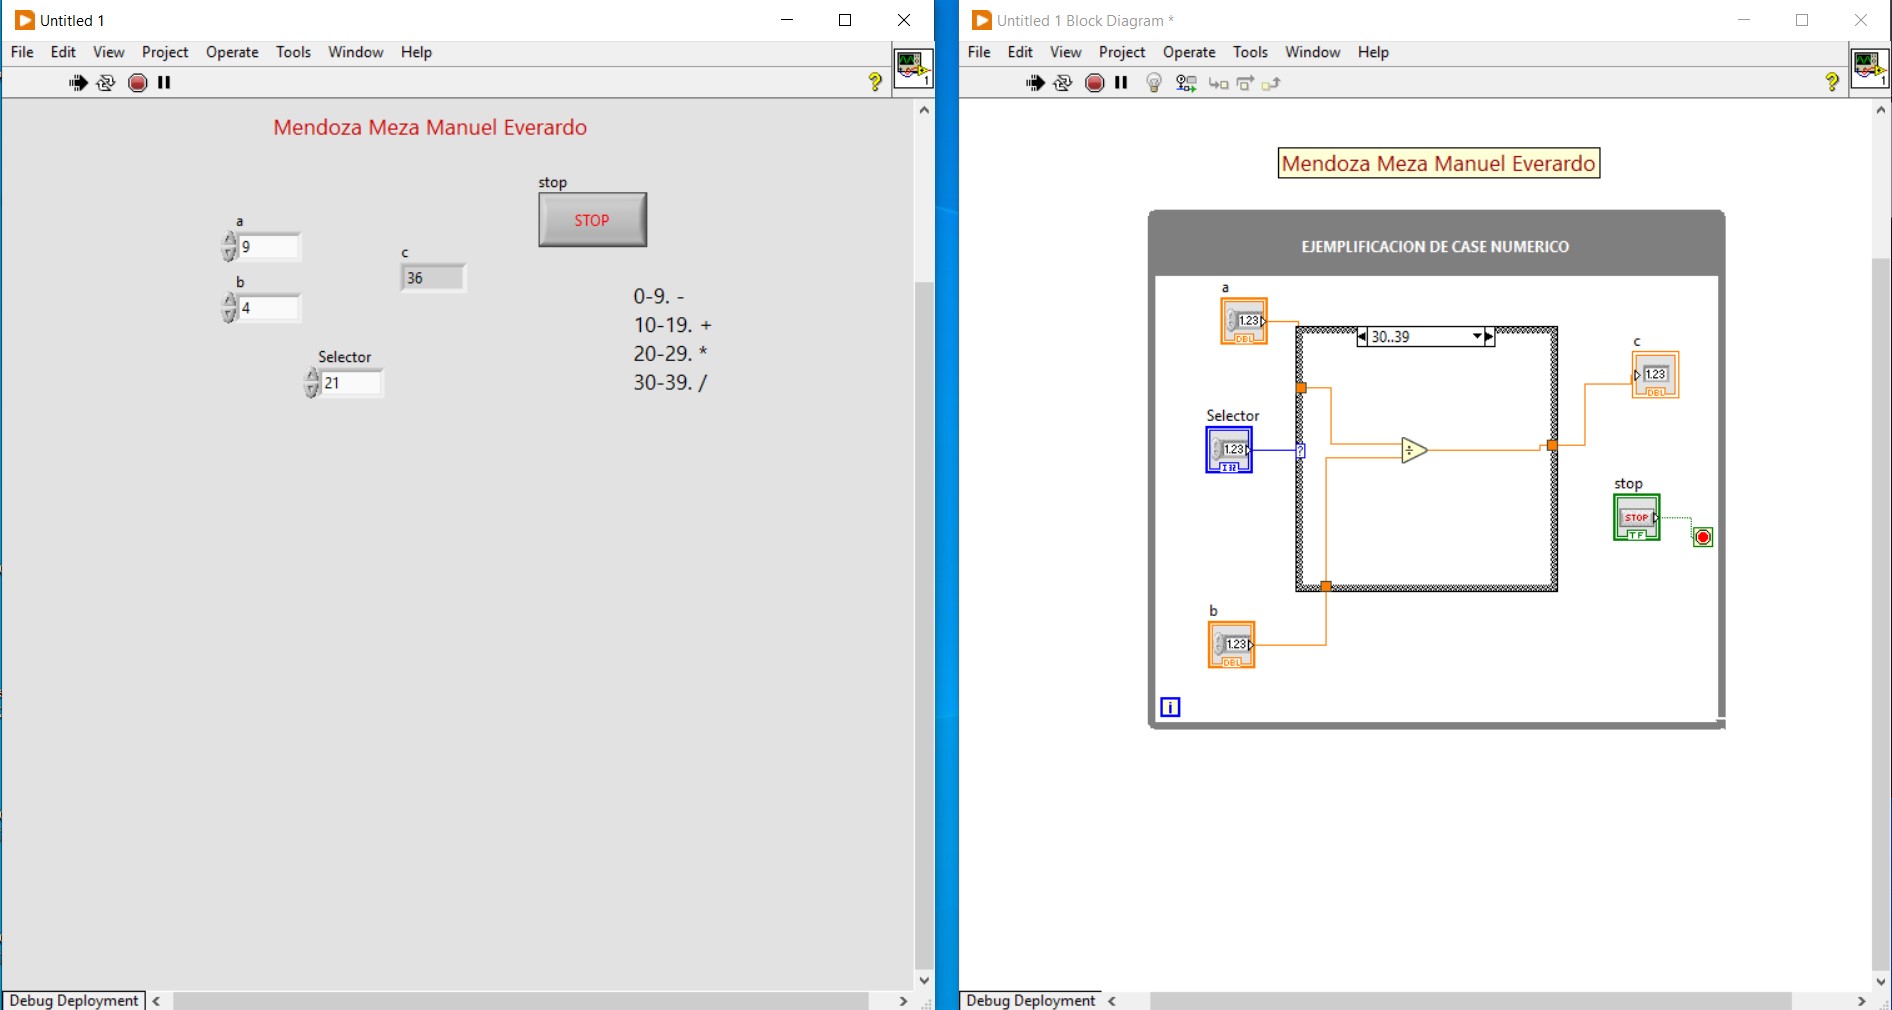 Untitled 1
File Edit View Project Operate Tools Window Help
1
Mendoza Meza Manuel Everardo
stop
STOP
a
9
c
36
b
4
0-9. -
10-19. +
20-29. *
30-39. /
Selector
21
Debug Deployment
Untitled 1 Block Diagram *
File Edit View Project Operate Tools Window Help
1
Mendoza Meza Manuel Everardo
EJEMPLIFICACION DE CASE NUMERICO
a
1.23
DBL
30..39
c
1.23
DBL
Selector
1.23
I32
?
÷
stop
STOP
TF
b
1.23
DBL
i
Debug Deployment